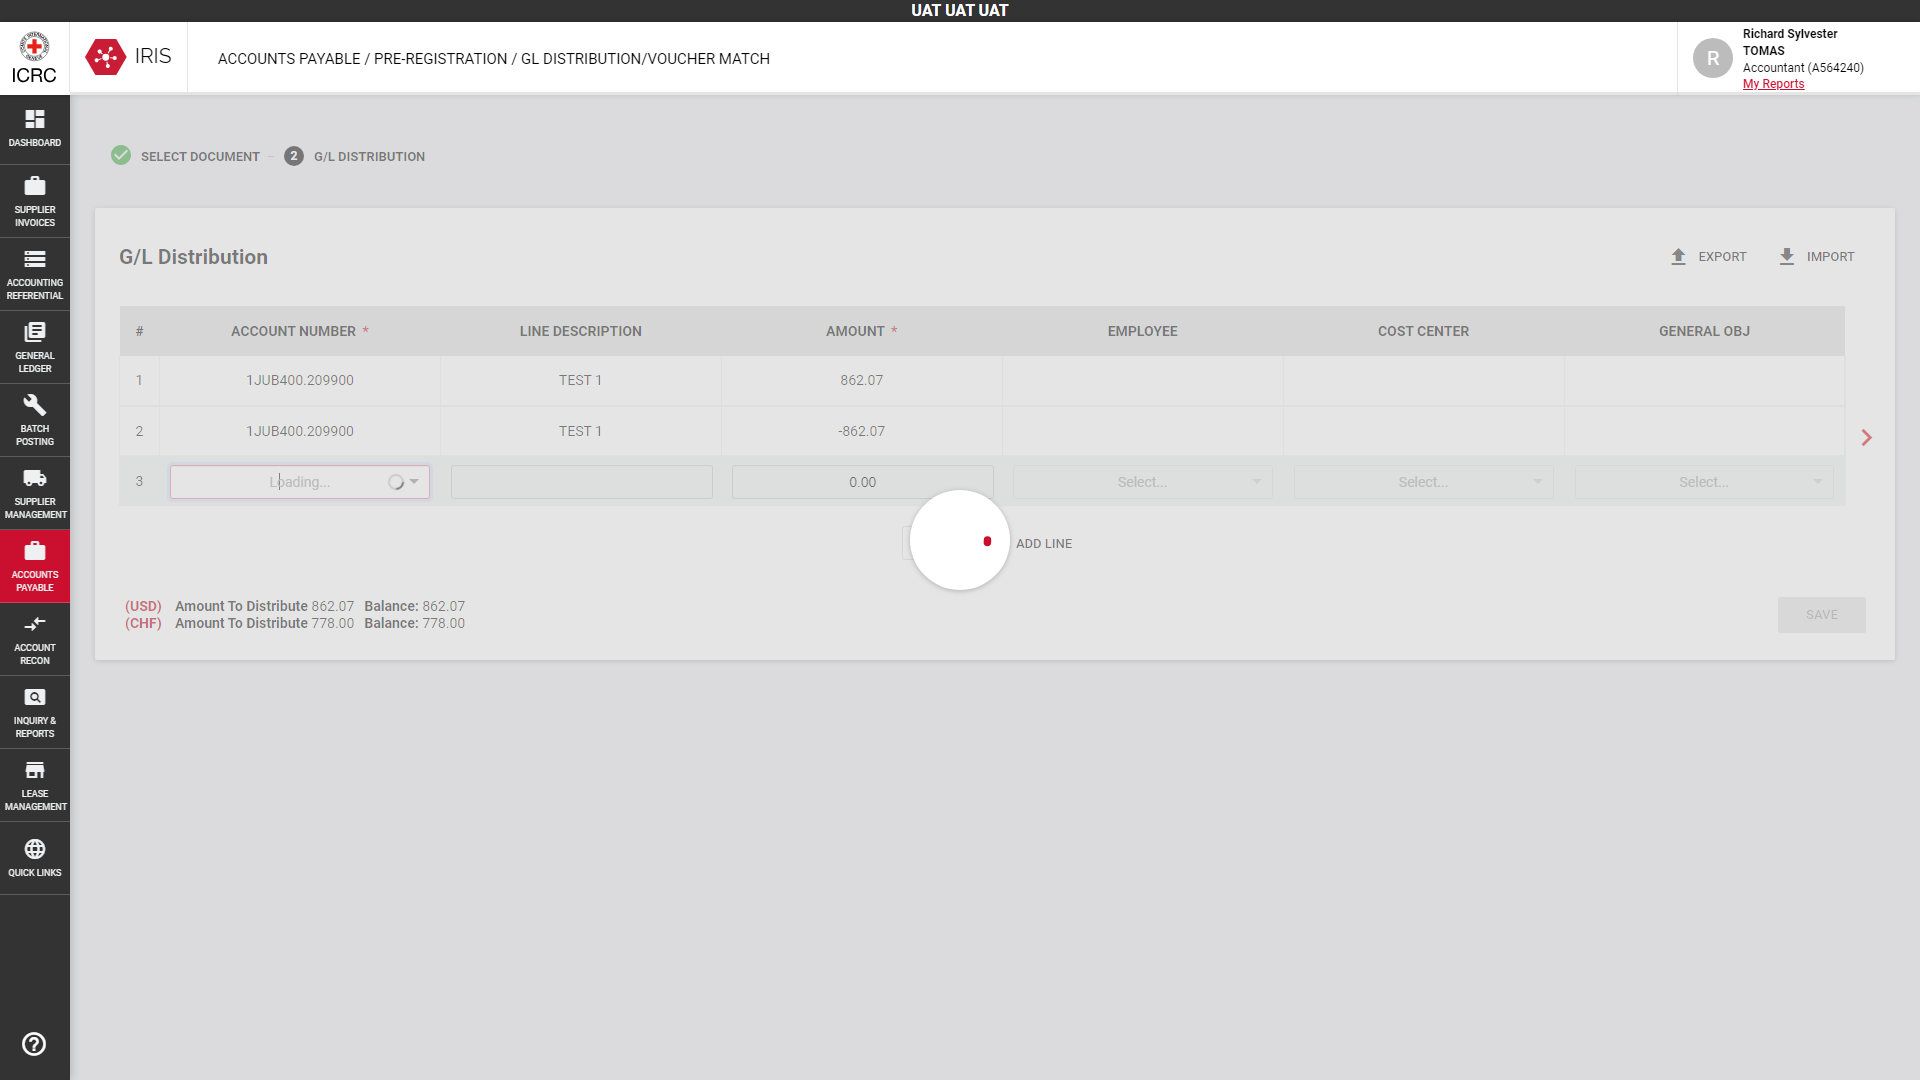 UAT UAT UAT
ICRC
IRIS
ACCOUNTS PAYABLE / PRE-REGISTRATION / GL DISTRIBUTION/VOUCHER MATCH
R
Richard Sylvester
TOMAS
Accountant (A564240)
My Reports
DASHBOARD
SUPPLIER
INVOICES
ACCOUNTING
REFERENTIAL
GENERAL
LEDGER
BATCH
POSTING
SUPPLIER
MANAGEMENT
ACCOUNTS
PAYABLE
ACCOUNT
RECON
INQUIRY &
REPORTS
LEASE
MANAGEMENT
QUICK LINKS
SELECT DOCUMENT
2 G/L DISTRIBUTION
G/L Distribution
EXPORT IMPORT
# ACCOUNT NUMBER * LINE DESCRIPTION AMOUNT * EMPLOYEE COST CENTER GENERAL OBJ
1 1JUB400.209900 TEST 1 862.07
2 1JUB400.209900 TEST 1 -862.07
3 Loading... 0.00 Select... Select... Select...
ADD LINE
(USD) Amount To Distribute 862.07 Balance: 862.07
(CHF) Amount To Distribute 778.00 Balance: 778.00
SAVE